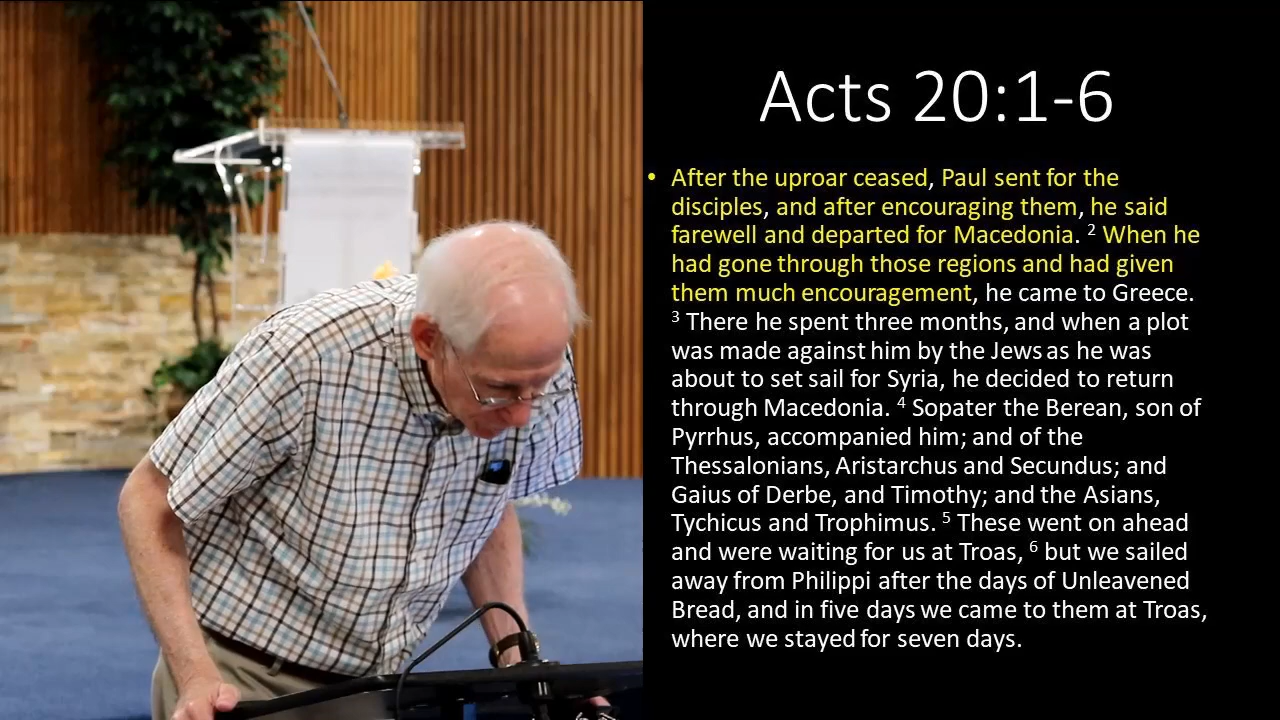 Acts 20:1-6
• After the uproar ceased, Paul sent for the
disciples, and after encouraging them, he said
farewell and departed for Macedonia. ² When he
had gone through those regions and had given
them much encouragement, he came to Greece.
³ There he spent three months, and when a plot
was made against him by the Jews as he was
about to set sail for Syria, he decided to return
through Macedonia. ⁴ Sopater the Berean, son of
Pyrrhus, accompanied him; and of the
Thessalonians, Aristarchus and Secundus; and
Gaius of Derbe, and Timothy; and the Asians,
Tychicus and Trophimus. ⁵ These went on ahead
and were waiting for us at Troas, ⁶ but we sailed
away from Philippi after the days of Unleavened
Bread, and in five days we came to them at Troas,
where we stayed for seven days.